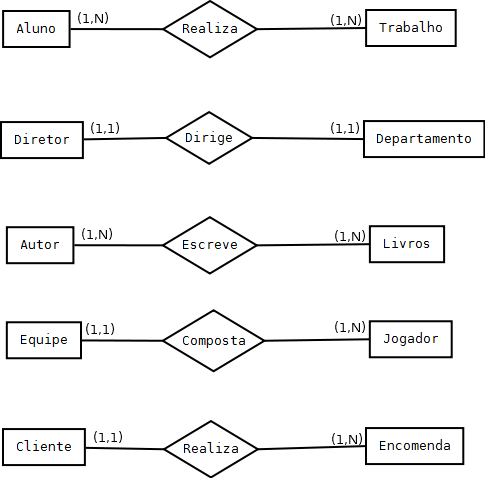 Aluno (1,N) Realiza (1,N) Trabalho
Diretor (1,1) Dirige (1,1) Departamento
Autor (1,N) Escreve (1,N) Livros
Equipe (1,1) Composta (1,N) Jogador
Cliente (1,1) Realiza (1,N) Encomenda